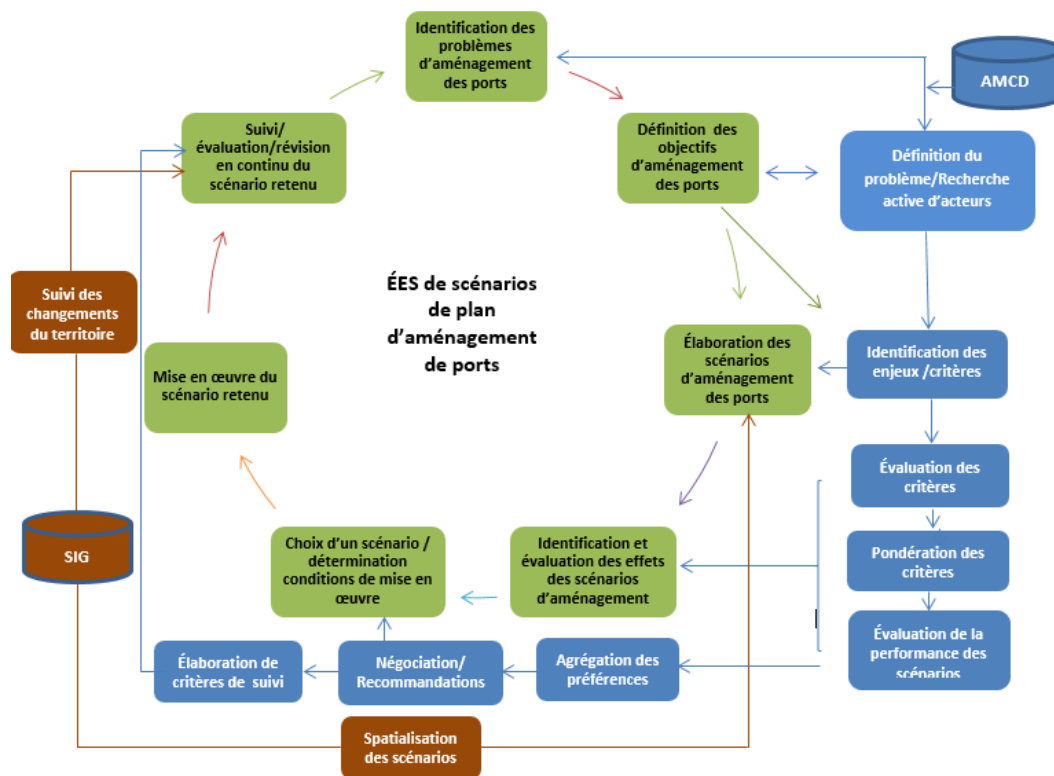 Identification des
problèmes
d'aménagement
des ports
AMCD
Suivi/
évaluation/révision
en continu du
scénario retenu
Définition des
objectifs
d'aménagement
des ports
Définition du
problème/Recherche
active d'acteurs
Suivi des
changements
du territoire
ÉES de scénarios
de plan
d'aménagement
de ports
Mise en œuvre du
scénario retenu
Élaboration des
scénarios
d'aménagement
des ports
Identification des
enjeux /critères
Évaluation des
critères
SIG
Choix d'un scénario /
détermination
conditions de mise en
œuvre
Identification et
évaluation des effets
des scénarios
d'aménagement
Pondération des
critères
Évaluation de la
performance des
scénarios
Élaboration de
critères de suivi
Négociation/
Recommandations
Agrégation des
préférences
Spatialisation
des scénarios